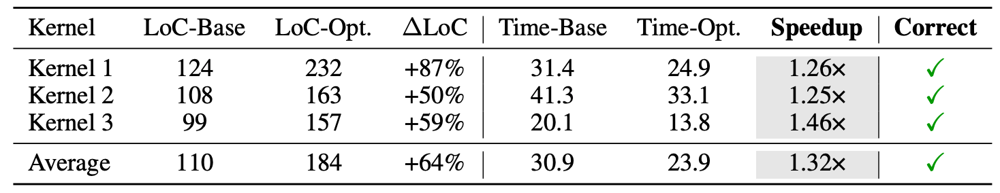 Kernel LoC-Base LoC-Opt. ΔLoC Time-Base Time-Opt. Speedup Correct
Kernel 1 124 232 +87% 31.4 24.9 1.26× ✓
Kernel 2 108 163 +50% 41.3 33.1 1.25× ✓
Kernel 3 99 157 +59% 20.1 13.8 1.46× ✓
Average 110 184 +64% 30.9 23.9 1.32× ✓